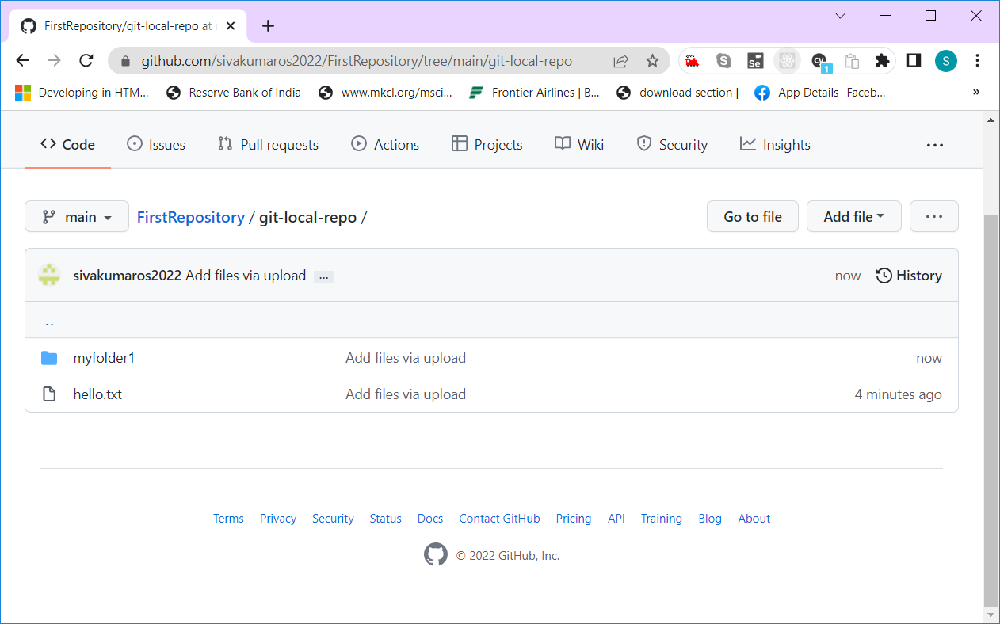 FirstRepository/git-local-repo at
github.com/sivakumaros2022/FirstRepository/tree/main/git-local-repo
Se
cy
1
S
Developing in HTM... Reserve Bank of India www.mkcl.org/msci... Frontier Airlines | B... download section | App Details- Faceb... »
Code Issues Pull requests Actions Projects Wiki Security Insights ...
main FirstRepository / git-local-repo / Go to file Add file ...
sivakumaros2022 Add files via upload ... now History
..
myfolder1 Add files via upload now
hello.txt Add files via upload 4 minutes ago
Terms Privacy Security Status Docs Contact GitHub Pricing API Training Blog About
© 2022 GitHub, Inc.